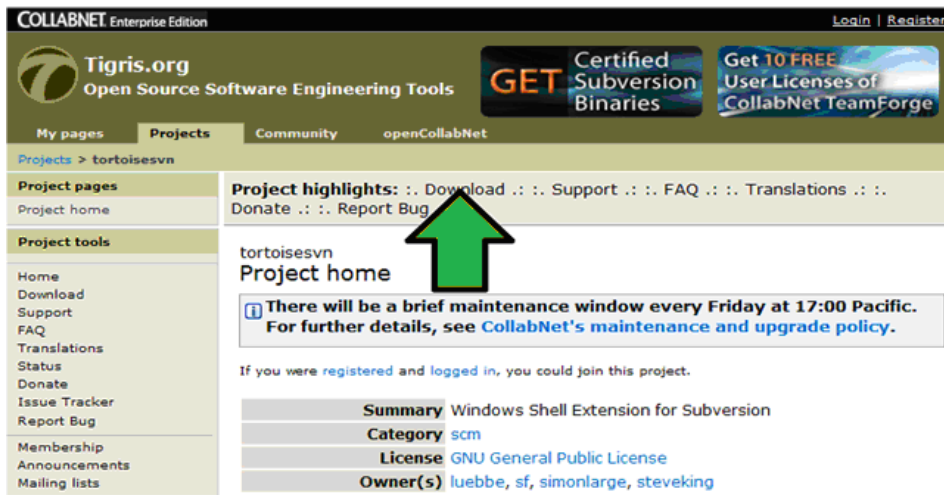 COLLABNET Enterprise Edition
Login | Register
Tigris.org
Open Source Software Engineering Tools
GET Certified Subversion Binaries
Get 10 FREE
User Licenses of
CollabNet TeamForge
My pages Projects Community openCollabNet
Projects > tortoisesvn
Project pages
Project home
Project tools
Home
Download
Support
FAQ
Translations
Status
Donate
Issue Tracker
Report Bug
Membership
Announcements
Mailing lists
Project highlights: :. Download .: :. Support .: :. FAQ .: :. Translations .: :.
Donate .: :. Report Bug
tortoisesvn
Project home
There will be a brief maintenance window every Friday at 17:00 Pacific.
For further details, see CollabNet's maintenance and upgrade policy.
If you were registered and logged in, you could join this project.
Summary Windows Shell Extension for Subversion
Category scm
License GNU General Public License
Owner(s) luebbe, sf, simonlarge, steveking